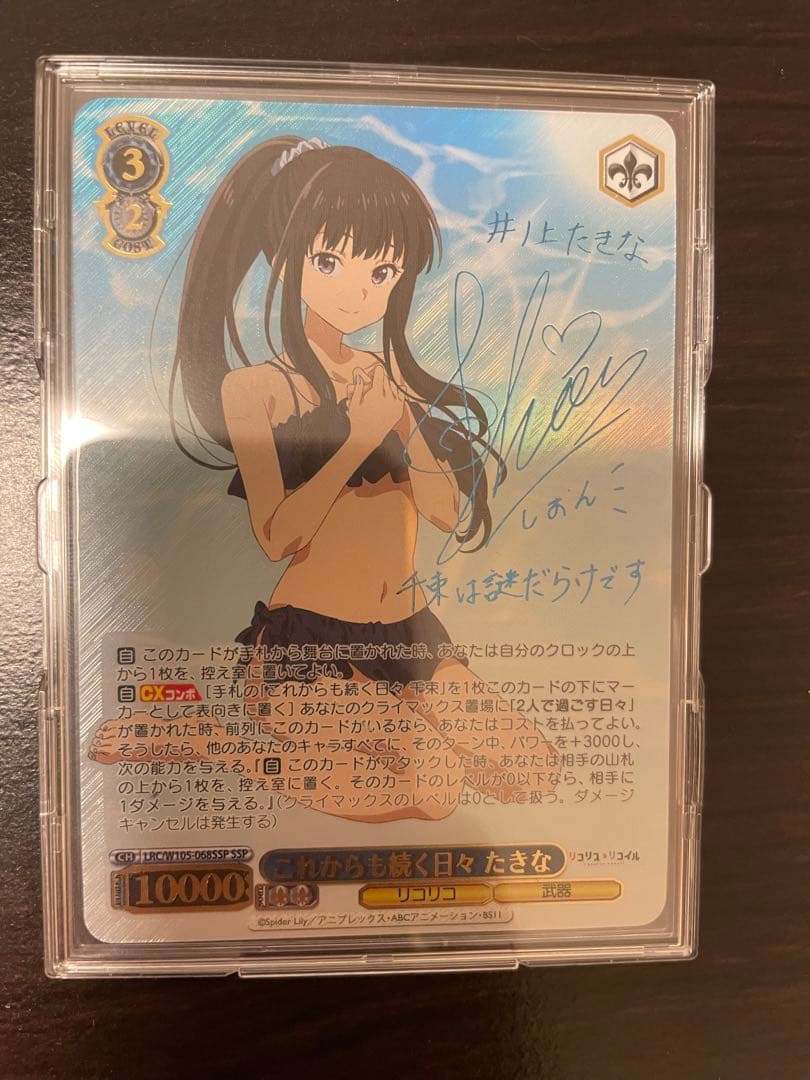 LEVEL
3
2
COST
井ノ上たきな
しおんこ
千束は謎だらけです
自 このカードが手札から舞台に置かれた時、あなたは自分のクロックの上
から1枚を、控え室に置いてよい。
自 CXコンボ [手札の「これからも続く日々 千束」を1枚このカードの下にマー
カーとして表向きに置く] あなたのクライマックス置場に「2人で過ごす日々」
が置かれた時、前列にこのカードがいるなら、あなたはコストを払ってよい。
そうしたら、他のあなたのキャラすべてに、そのターン中、パワーを+3000し、
次の能力を与える。『自 このカードがアタックした時、あなたは相手の山札
の上から1枚を、控え室に置く。そのカードのレベルが0以下なら、相手に
1ダメージを与える。』(クライマックスのレベルは0として扱う。ダメージ
キャンセルは発生する)
CH LRC/W105-068SSP SSP
これからも続く日々 たきな
リコリス・リコイル
POWER 10000
SOUL
リコリコ
武器
©Spider Lily／アニプレックス・ABCアニメーション・BS11